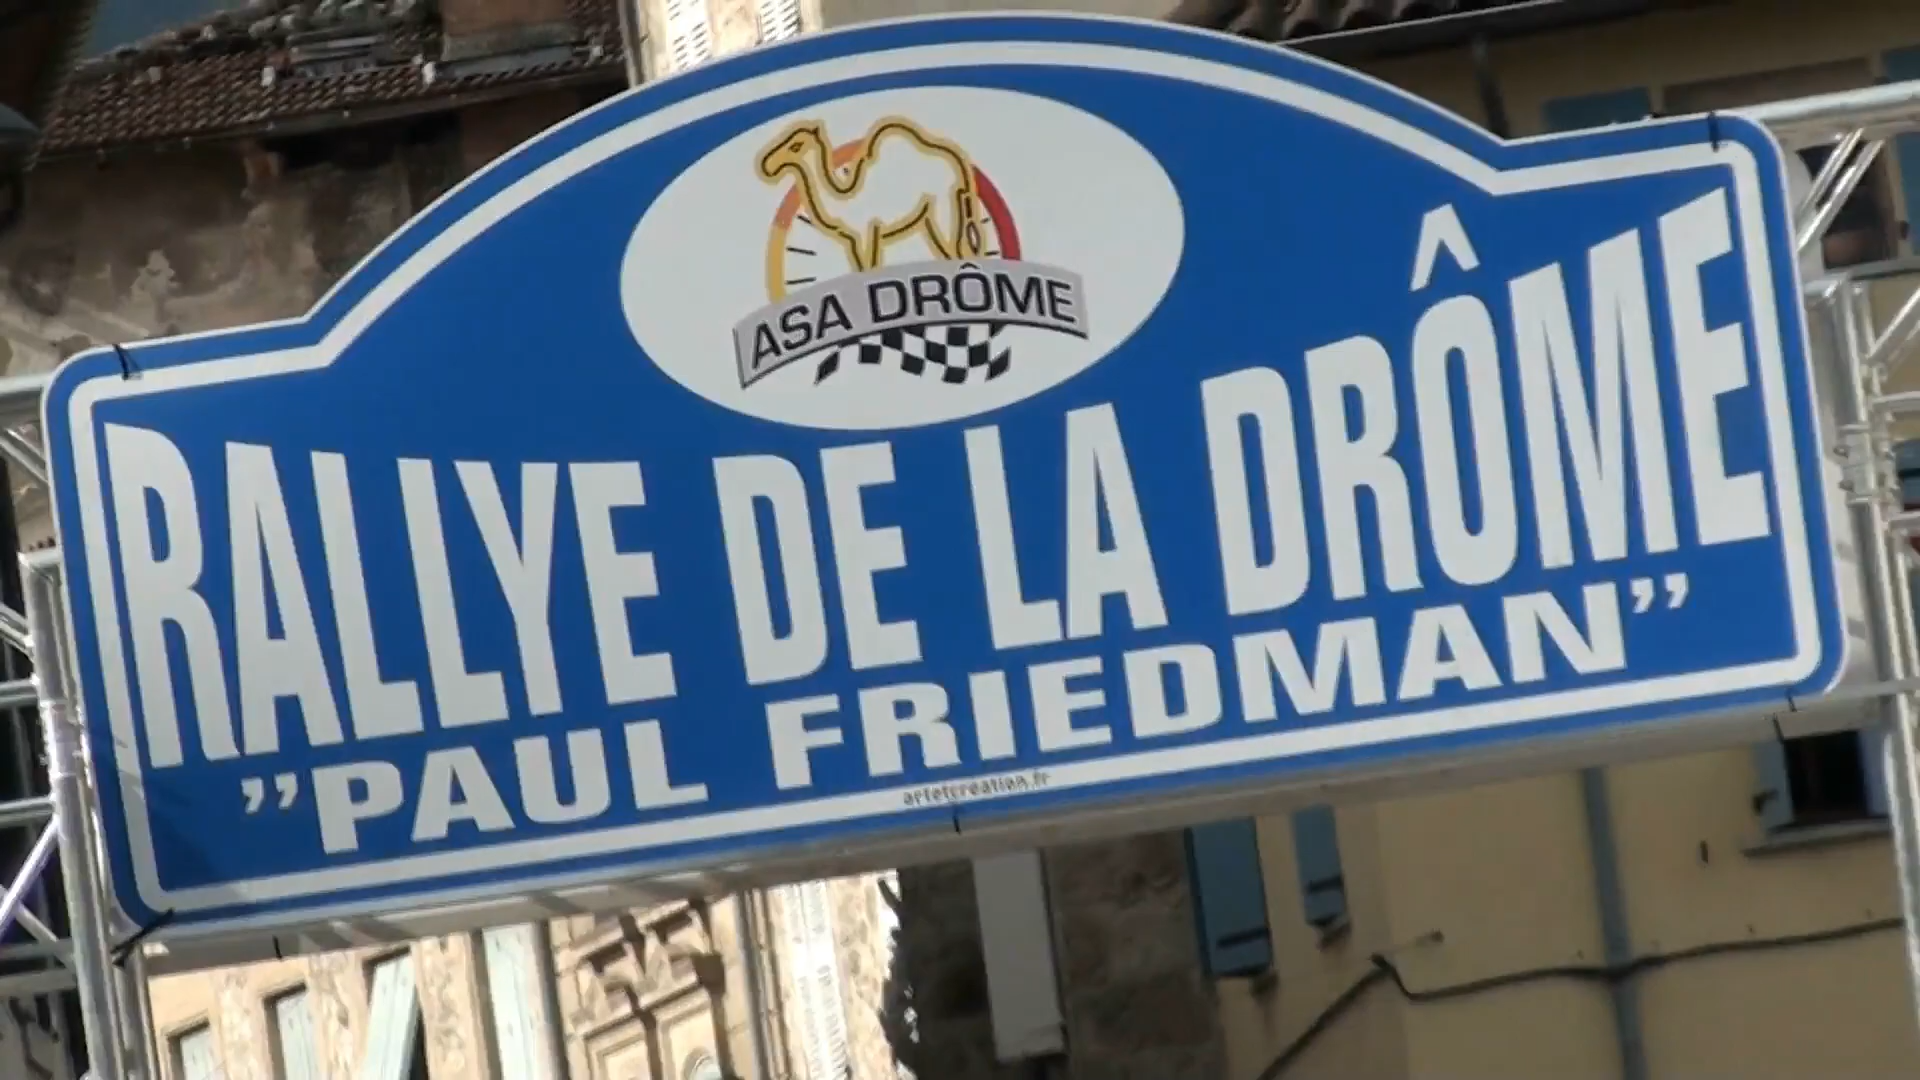 ASA DRÔME
RALLYE DE LA DRÔME
”PAUL FRIEDMAN”
artetcreation.fr